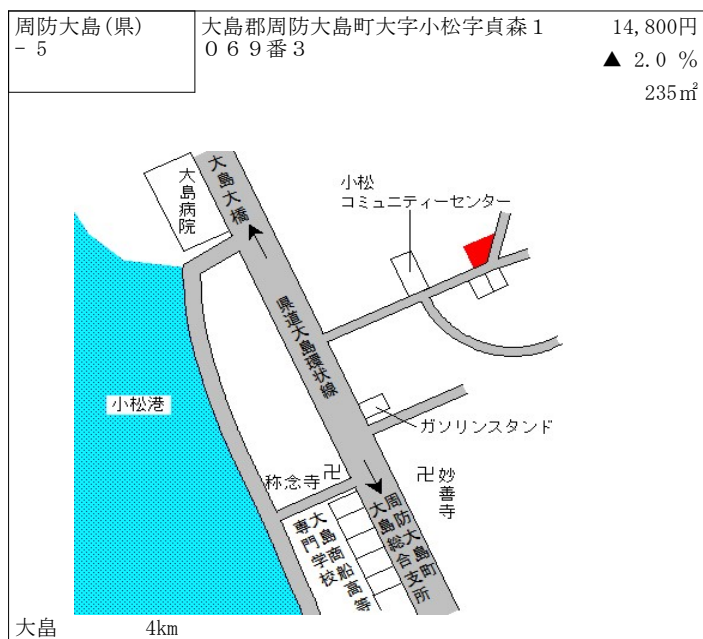 周防大島(県)
- 5
大島郡周防大島町大字小松字貞森1
069番3
14,800円
▲ 2.0 %
235㎡
大島大橋
大島病院
小松
コミュニティーセンター
県道大島環状線
小松港
ガソリンスタンド
称念寺卍
卍妙善寺
大島商船高等
専門学校
周防大島町
大島総合支所
大畠 4km